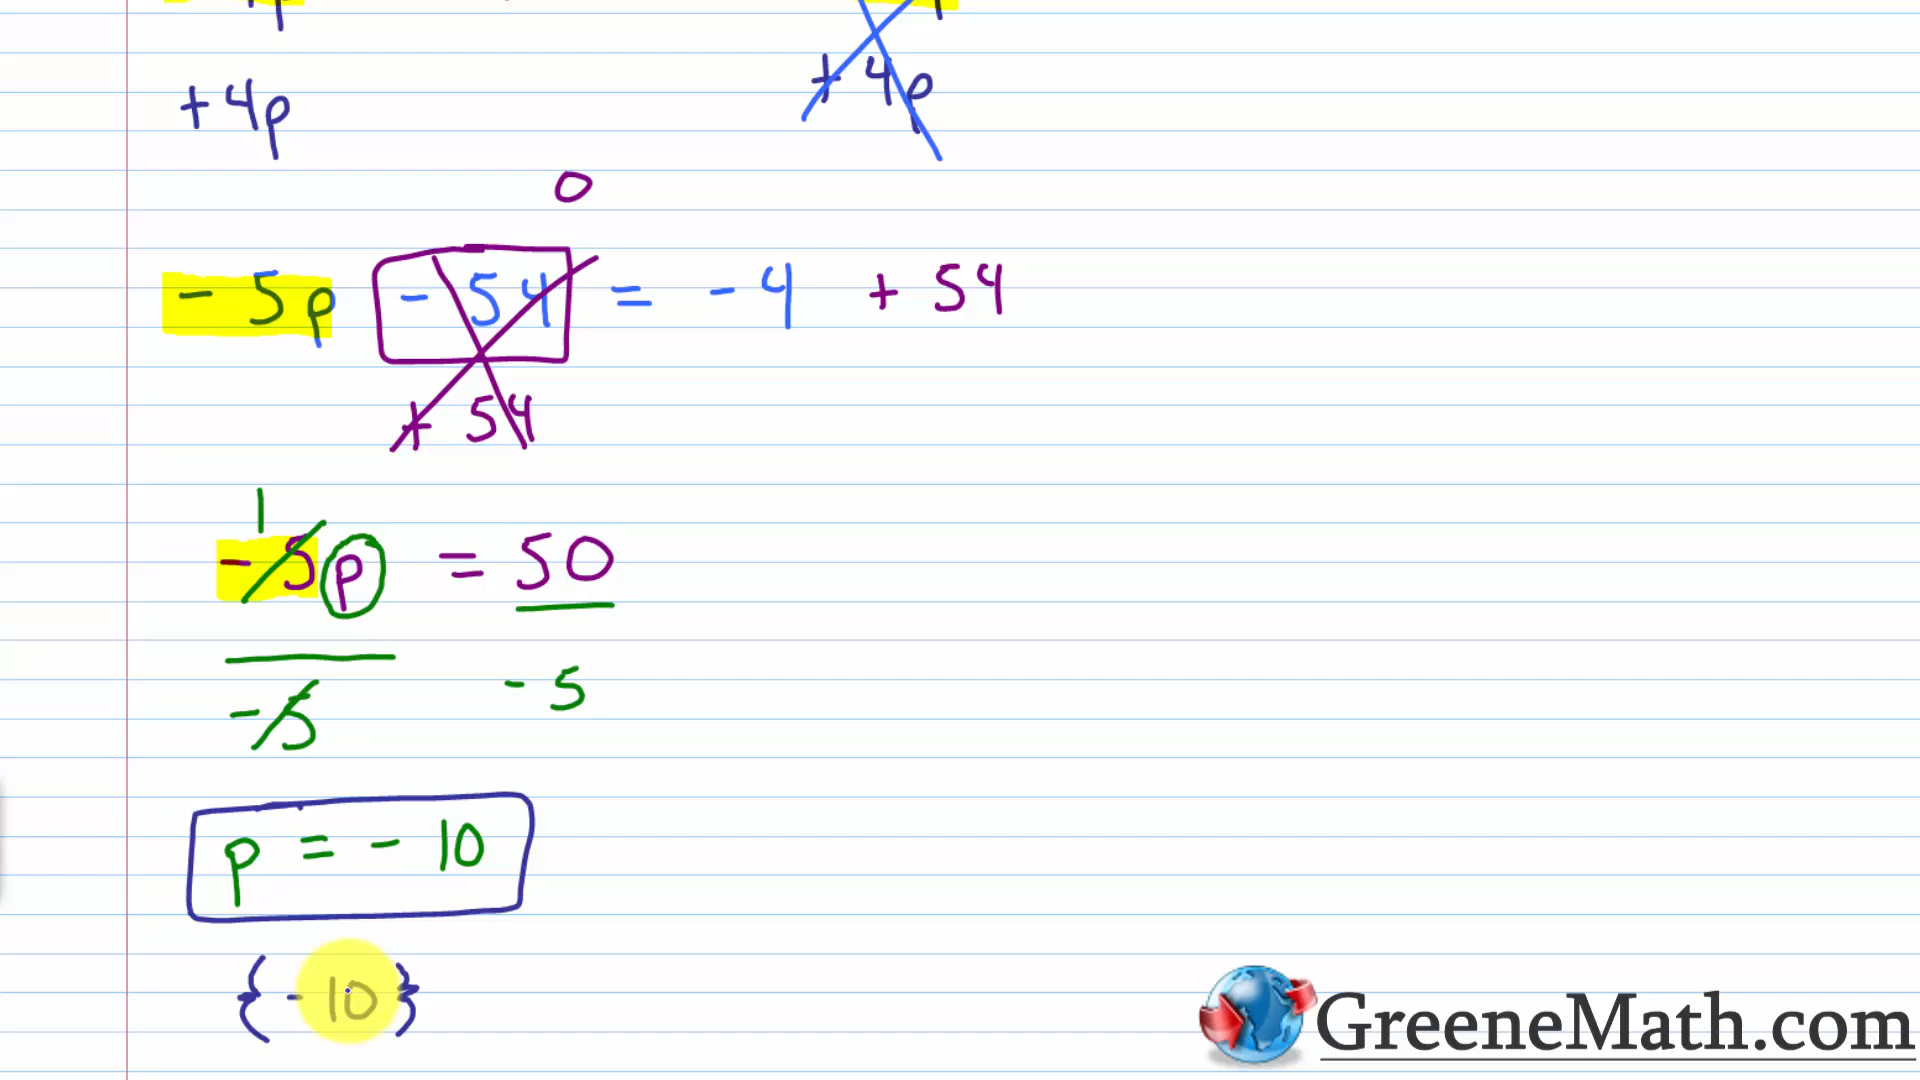 + 4p + 4p
0
- 5p - 54 = - 4 + 54
+ 54
1
- 5p = 50
- 5 - 5
p = - 10
{ - 10 }
GreeneMath.com